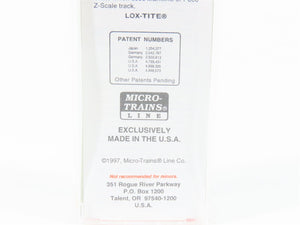 Z-Scale track.
LOX-TITE®
PATENT NUMBERS
Japan
Germany
Germany
U.S.A.
U.S.A.
U.S.A.
Other Patents Pending
MICRO-
TRAINS®
LINE
EXCLUSIVELY
MADE IN THE U.S.A.
©1997, Micro-Trains® Line Co.
Not recommended for minors.
351 Rogue River Parkway
P.O. Box 1200
Talent, OR 97540-1200
U.S.A.